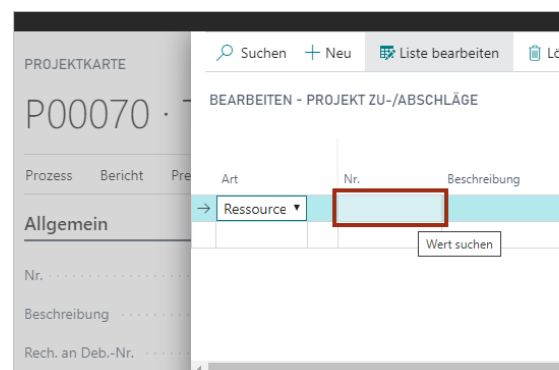 Suchen Neu Liste bearbeiten
PROJEKTKARTE
BEARBEITEN - PROJEKT ZU-/ABSCHLÄGE
P00070 ·
Prozess Bericht
Art Nr. Beschreibung
Ressource
Allgemein
Wert suchen
Nr.
Beschreibung
Rech. an Deb.-Nr.